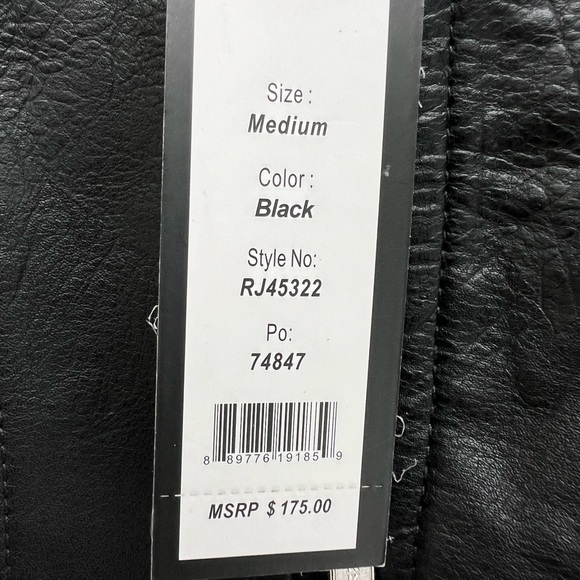 Size :
Medium
Color :
Black
Style No:
RJ45322
Po:
74847
8 89776 19185 9
MSRP $ 175.00